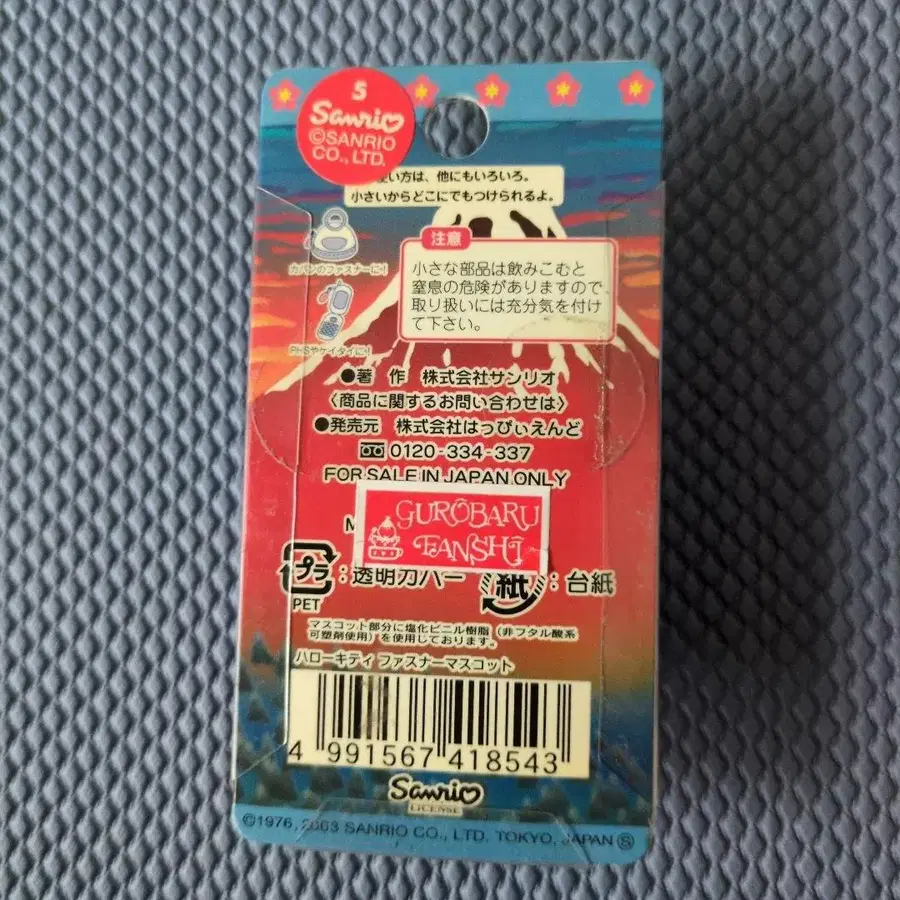 5
Sanrio
©SANRIO
CO., LTD.
使い方は、他にもいろいろ。
小さいからどこにでもつけられるよ。
カバンのファスナーに!
PHSやケイタイに!
注意
小さな部品は飲みこむと
窒息の危険がありますので、
取り扱いには充分気を付け
て下さい。
●著 作 株式会社サンリオ
〈商品に関するお問い合わせは〉
●発売元 株式会社はっぴぃえんど
0120-334-337
FOR SALE IN JAPAN ONLY
M
GURŌBARU
FANSHĪ
プラ:透明カバー 紙:台紙
PET
マスコット部分に塩化ビニル樹脂(非フタル酸系
可塑剤使用)を使用しております。
ハローキティ ファスナーマスコット
4 991567 418543
Sanrio
LICENSE
©1976, 2003 SANRIO CO., LTD. TOKYO, JAPAN Ⓢ